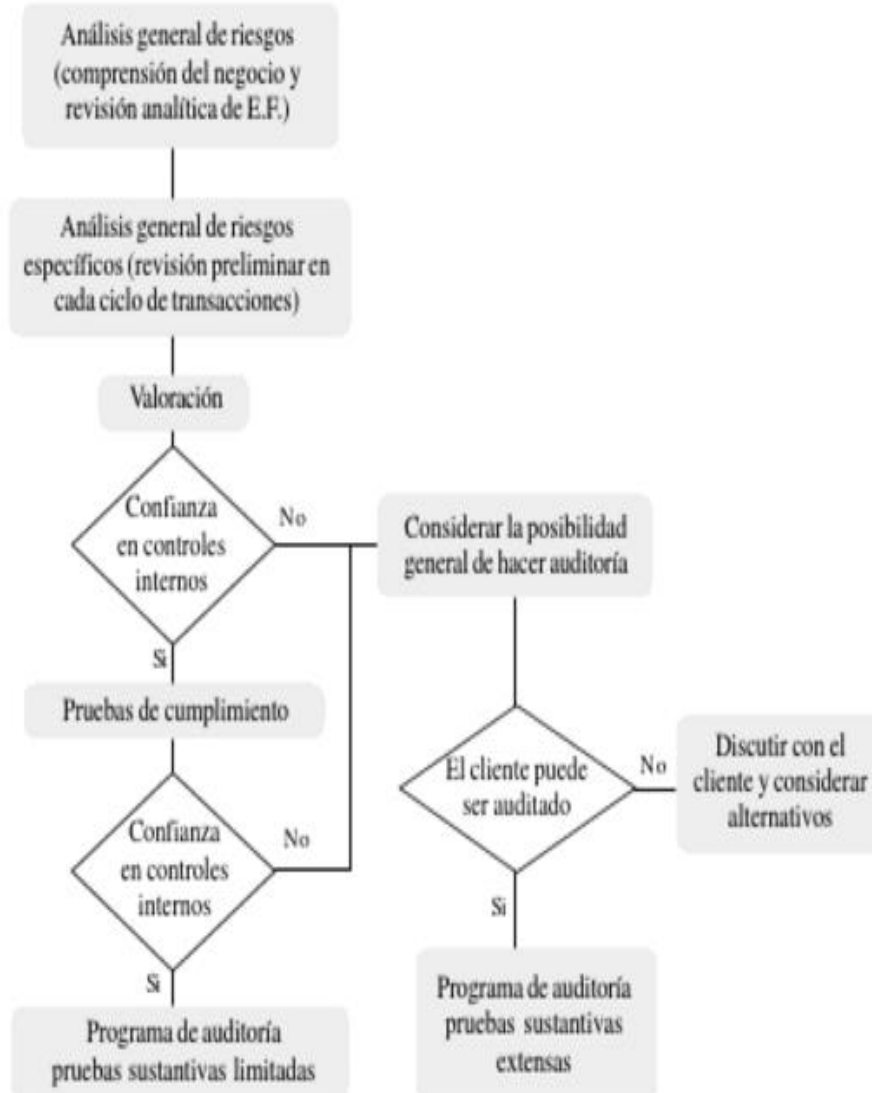 Análisis general de riesgos
(comprensión del negocio y
revisión analítica de E.F.)
Análisis general de riesgos
específicos (revisión preliminar en
cada ciclo de transacciones)
Valoración
Confianza
en controles
internos
No
Considerar la posibilidad
general de hacer auditoría
Si
Pruebas de cumplimiento
Confianza
en controles
internos
No
El cliente puede
ser auditado
No
Discutir con el
cliente y considerar
alternativos
Si
Programa de auditoría
pruebas sustantivas limitadas
Si
Programa de auditoría
pruebas sustantivas
extensas